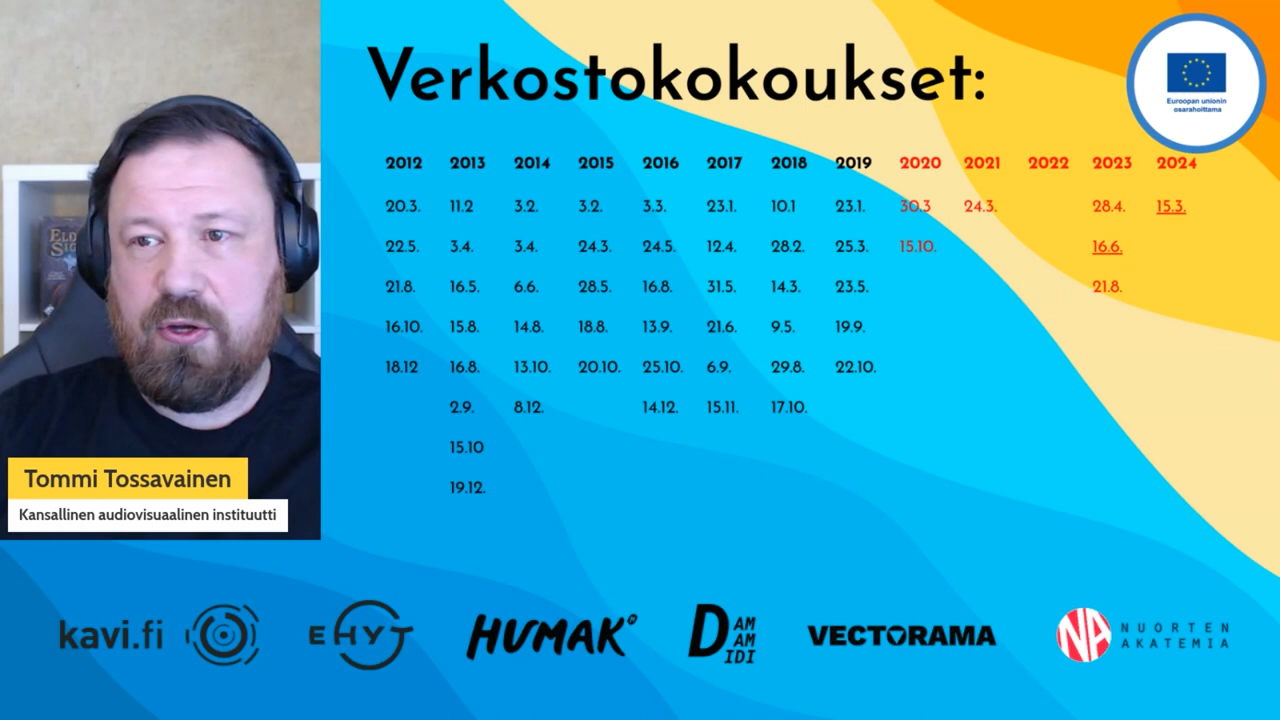 Verkostokokoukset:
Euroopan unionin
osarahoittama
2012 2013 2014 2015 2016 2017 2018 2019 2020 2021 2022 2023 2024
20.3. 11.2 3.2. 3.2. 3.3. 23.1. 10.1 23.1. 30.3 24.3. 28.4. 15.3.
22.5. 3.4. 3.4. 24.3. 24.5. 12.4. 28.2. 25.3. 15.10. 16.6.
21.8. 16.5. 6.6. 28.5. 16.8. 31.5. 14.3. 23.5. 21.8.
16.10. 15.8. 14.8. 18.8. 13.9. 21.6. 9.5. 19.9.
18.12 16.8. 13.10. 20.10. 25.10. 6.9. 29.8. 22.10.
2.9. 8.12. 14.12. 15.11. 17.10.
15.10
19.12.
ELD
SIG
Tommi Tossavainen
Kansallinen audiovisuaalinen instituutti
kavi.fi EHYT HUMAK DAMAMIDI VECTORAMA NA NUORTEN
AKATEMIA